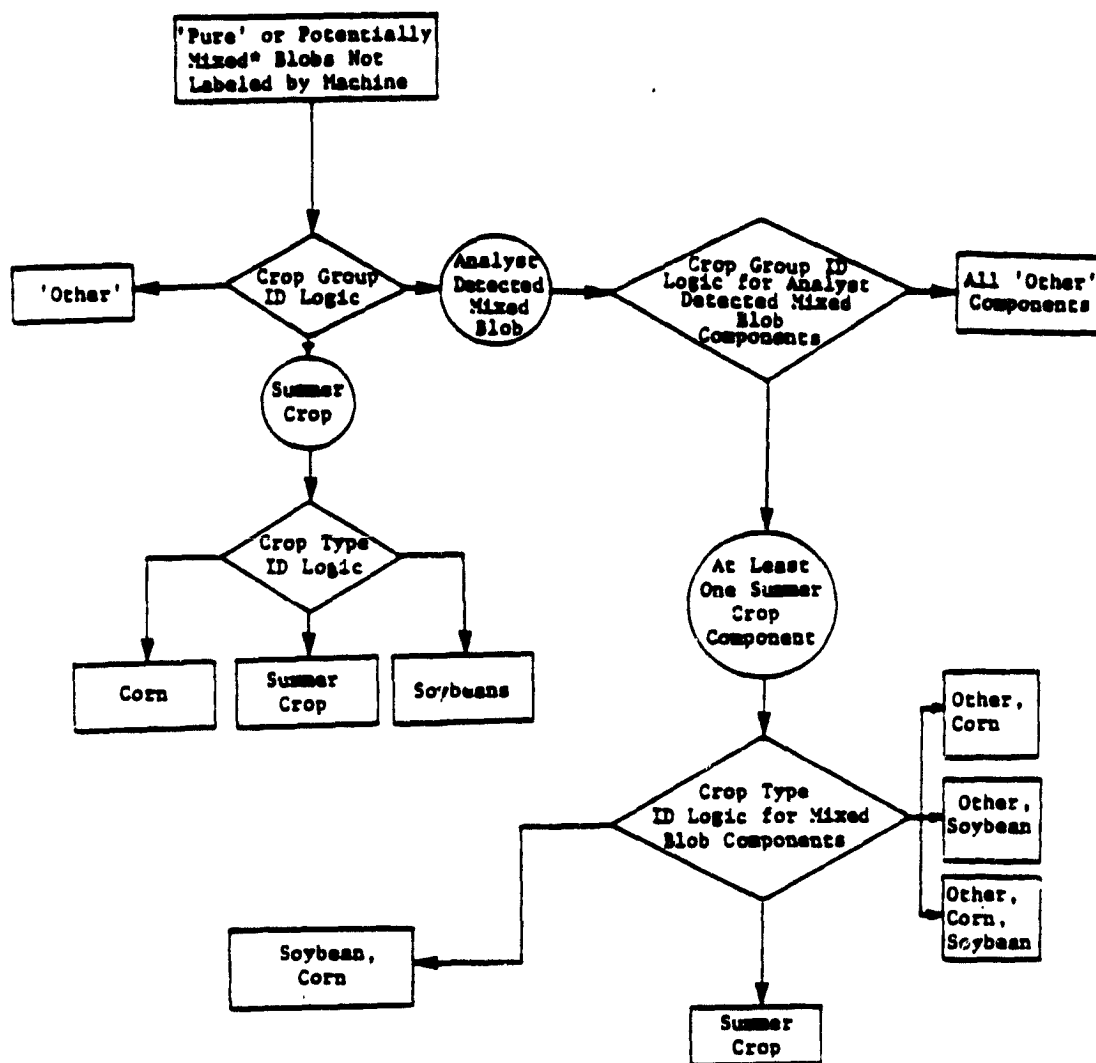 'Pure' or Potentially
Mixed* Blobs Not
Labeled by Machine
'Other'
Crop Group
ID Logic
Analyst
Detected
Mixed
Blob
Crop Group ID
Logic for Analyst
Detected Mixed
Blob
Components
All 'Other'
Components
Summer
Crop
Crop Type
ID Logic
Corn
Summer
Crop
Soybeans
At Least
One Summer
Crop
Component
Crop Type
ID Logic for Mixed
Blob Components
Other,
Corn
Other,
Soybean
Other,
Corn,
Soybean
Soybean,
Corn
Summer
Crop